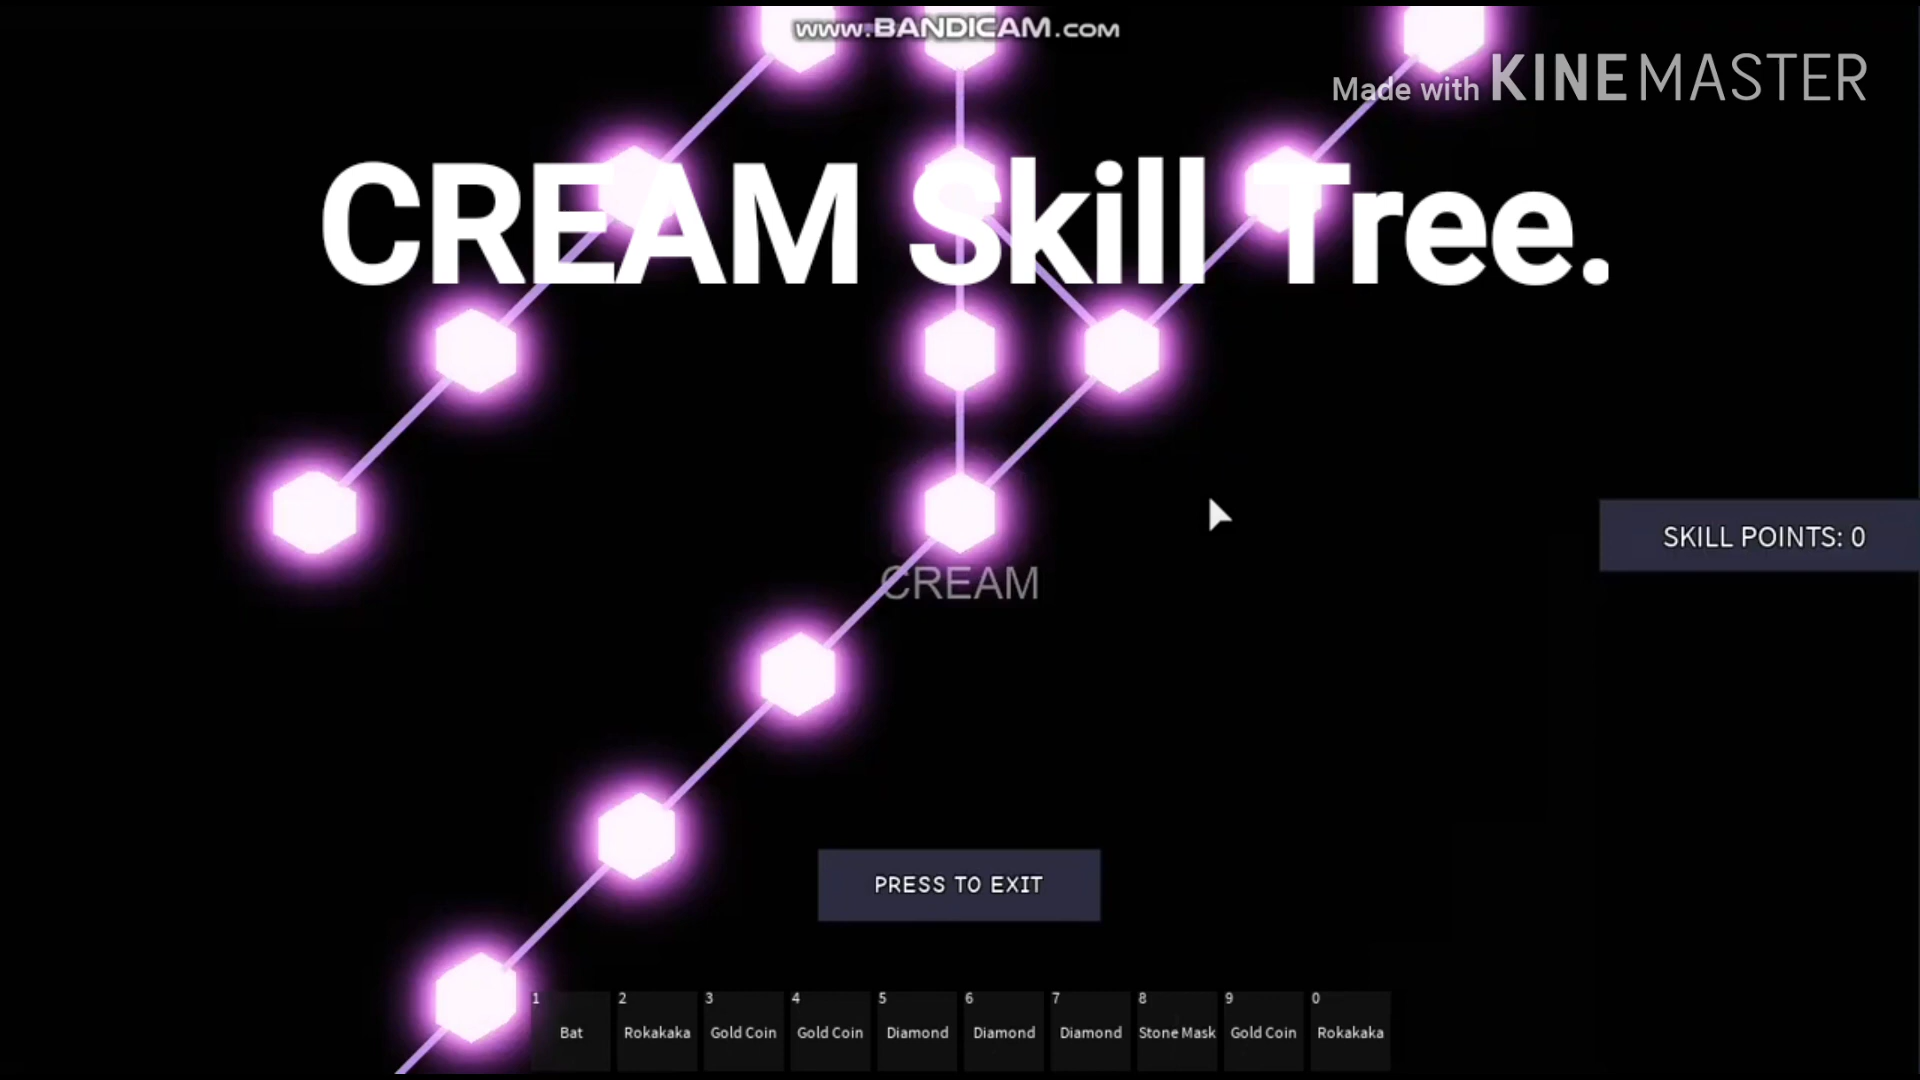 www.BANDICAM.com
Made with KINEMASTER
CREAM Skill Tree.
SKILL POINTS: 0
CREAM
PRESS TO EXIT
1 2 3 4 5 6 7 8 9 0
Bat Rokakaka Gold Coin Gold Coin Diamond Diamond Diamond Stone Mask Gold Coin Rokakaka